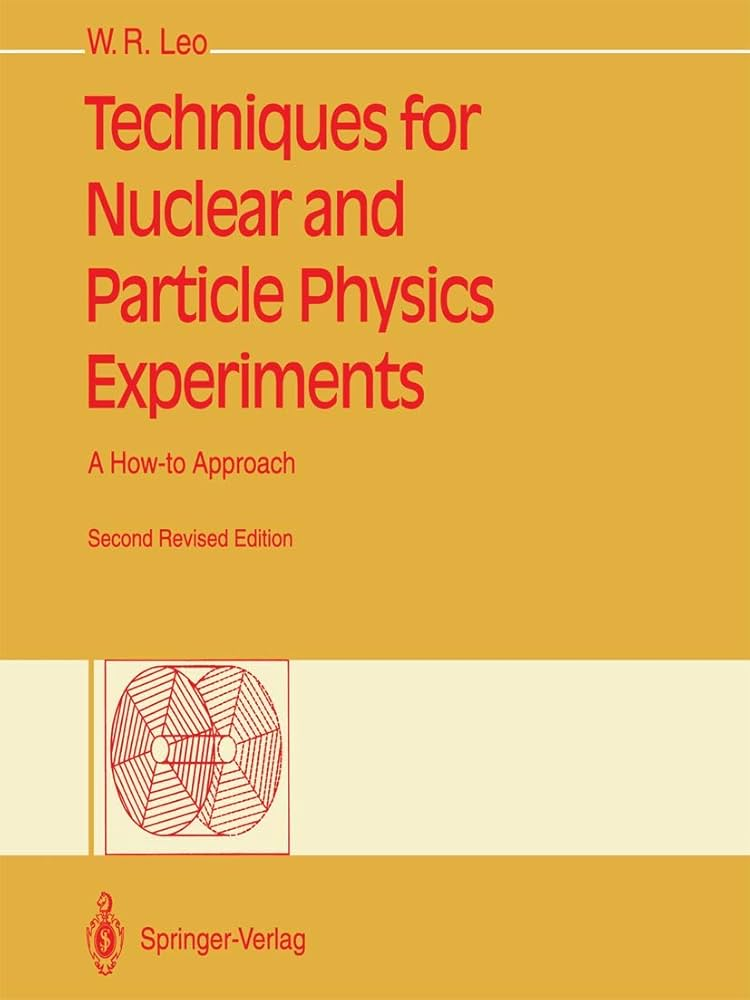 W. R. Leo
Techniques for
Nuclear and
Particle Physics
Experiments
A How-to Approach
Second Revised Edition
Springer-Verlag